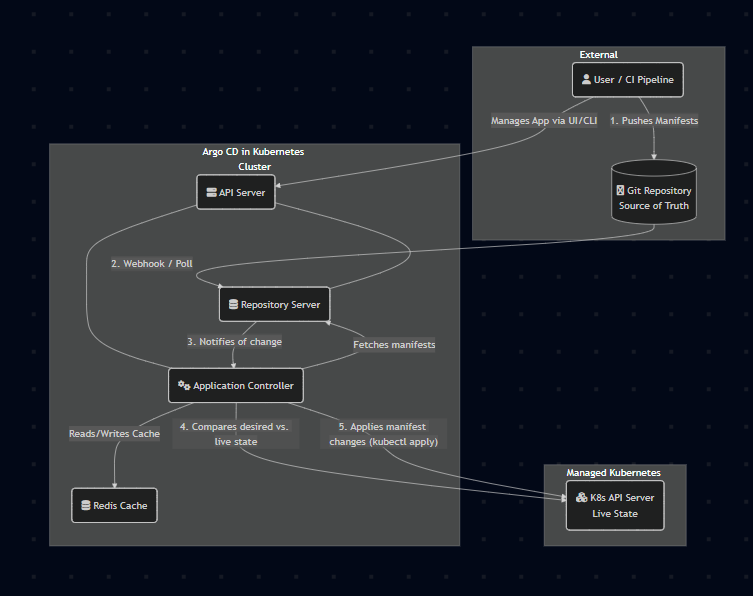 External
User / CI Pipeline
Manages App via UI/CLI
1. Pushes Manifests
Git Repository
Source of Truth
Argo CD in Kubernetes
Cluster
API Server
2. Webhook / Poll
Repository Server
3. Notifies of change
Fetches manifests
Application Controller
Reads/Writes Cache
4. Compares desired vs.
live state
5. Applies manifest
changes (kubectl apply)
Redis Cache
Managed Kubernetes
K8s API Server
Live State